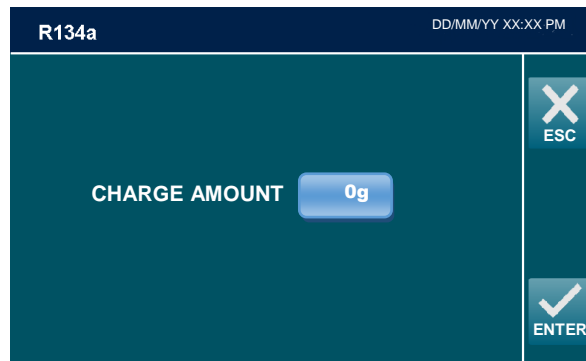 R134a
DD/MM/YY XX:XX PM
ESC
CHARGE AMOUNT 0g
ENTER